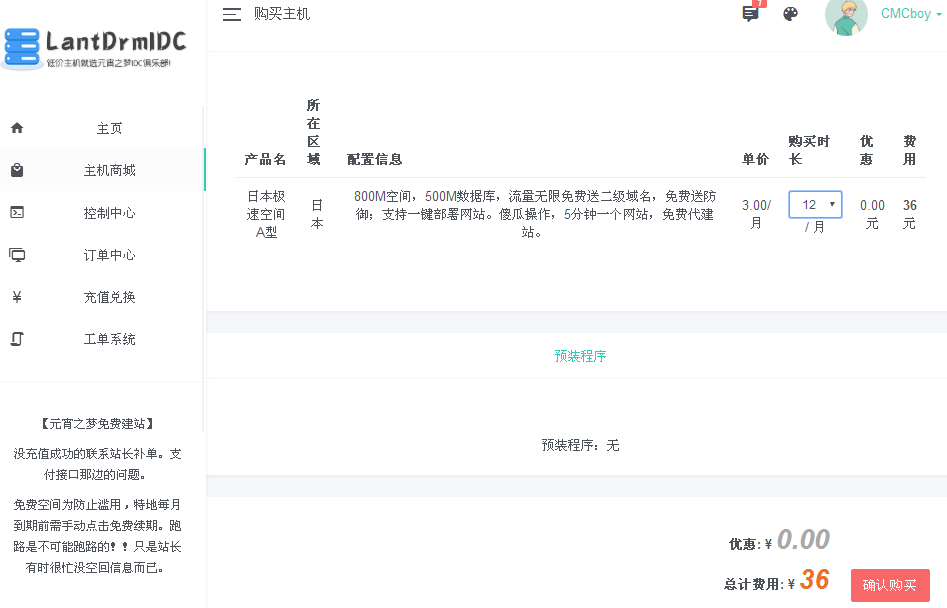 LantDrmIDC
低价主机就选元宵之梦IDC俱乐部!
主页
主机商城
控制中心
订单中心
充值兑换
工单系统
【元宵之梦免费建站】
没充值成功的联系站长补单。支
付接口那边的问题。
免费空间为防止滥用，特地每月
到期前需手动点击免费续期。跑
路是不可能跑路的！！只是站长
有时很忙没空回信息而已。
购买主机
7
CMCboy
产品名
所在区域
配置信息
单价
购买时长
优惠
费用
日本极
速空间
A型
日
本
800M空间，500M数据库，流量无限免费送二级域名，免费送防
御；支持一键部署网站。傻瓜操作，5分钟一个网站，免费代建
站。
3.00/
月
12
/ 月
0.00
元
36
元
预装程序
预装程序：无
优惠: ¥ 0.00
总计费用: ¥ 36
确认购买